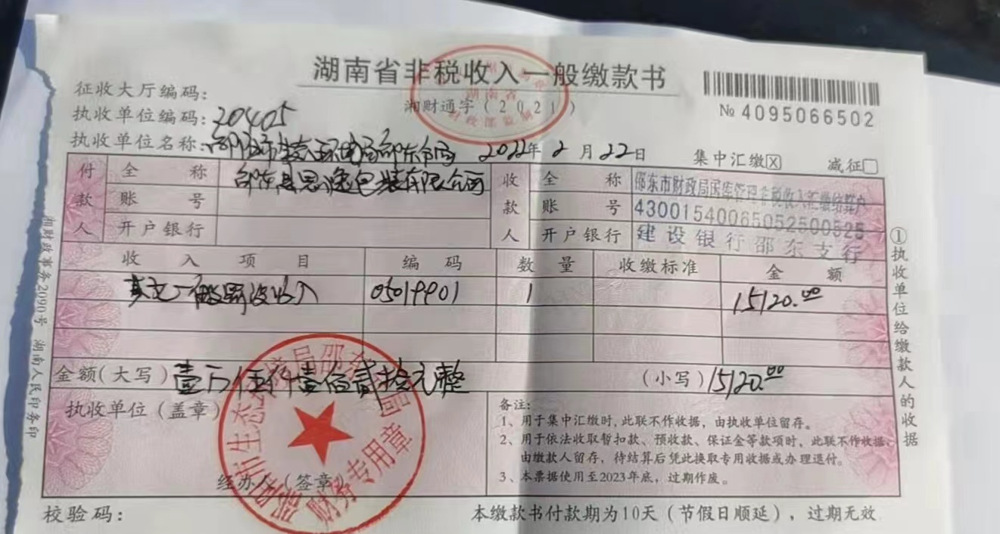 湖南省非税收入一般缴款书
湘财通字(2021)
№ 4095066502
征收大厅编码:
执收单位编码:20405
执收单位名称:邵阳市生态环境局邵东分局 2022年2月22日 集中汇缴☒ 减征☐
付款人 全称 邵东县思逸包装有限公司 收款人 全称 邵东市财政局国库管理非税收入汇缴结算户
账号 账号 43001540065052500525
开户银行 开户银行 建设银行邵东支行
收入项目 编码 数量 收缴标准 金额
其它一般罚没收入 05019901 1 15120.00
金额(大写)壹万伍仟壹佰贰拾元整 (小写)15120.00
执收单位(盖章)
经办人(签章)
备注:
1、用于集中汇缴时,此联不作收据,由执收单位留存。
2、用于依法收取暂扣款、预收款、保证金等款项时,此联不作收据,
由缴款人留存,待结算后凭此换取专用收据或办理退付。
3、本票据使用至2023年底,过期作废。
校验码: 本缴款书付款期为10天(节假日顺延),过期无效
①执收单位给缴款人的收据
湘财政事务2090号 湖南人民印务印
邵阳市生态环境局邵东分局
财务专用章
湖南省
财政部监制